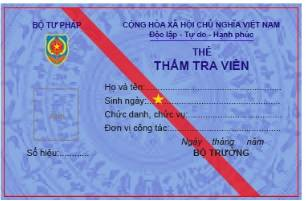 BỘ TƯ PHÁP
CỘNG HÒA XÃ HỘI CHỦ NGHĨA VIỆT NAM
Độc lập - Tự do - Hạnh phúc
THẺ
THẨM TRA VIÊN
Họ và tên:
Sinh ngày:
Chức danh, chức vụ:
Đơn vị công tác:
Ngày tháng năm
Số hiệu:............
BỘ TRƯỞNG